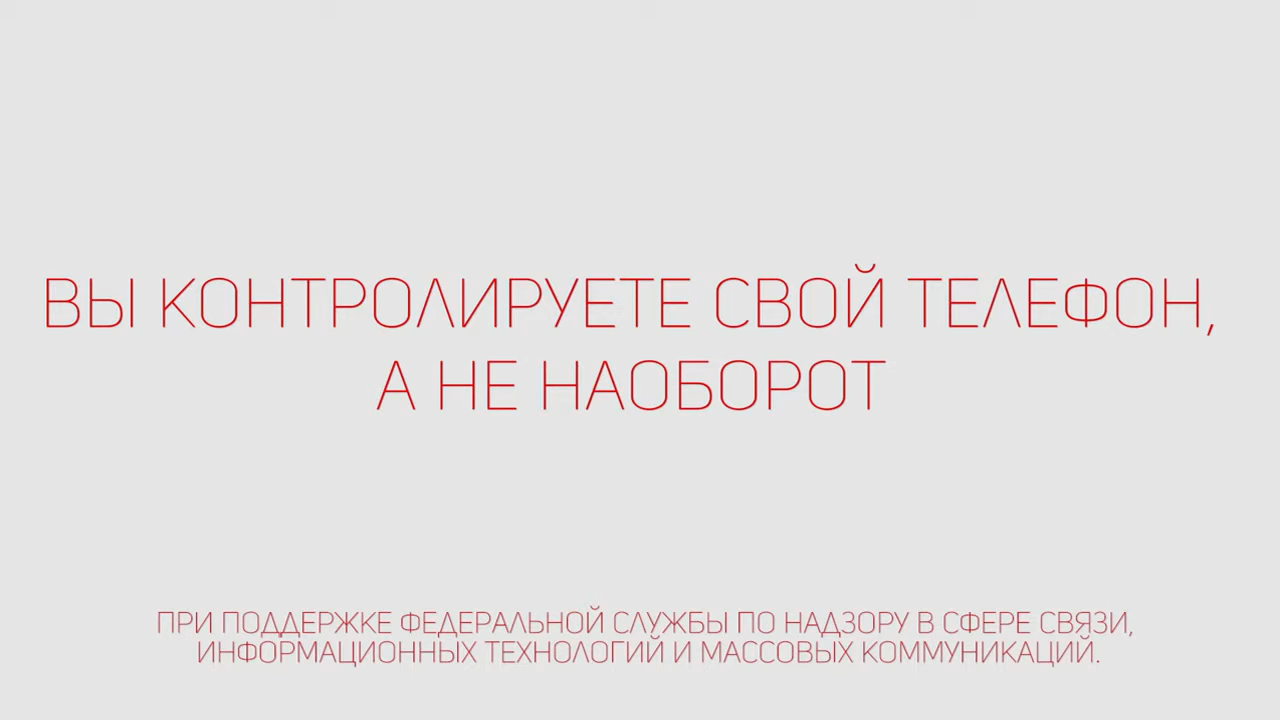 ВЫ КОНТРОЛИРУЕТЕ СВОЙ ТЕЛЕФОН,
А НЕ НАОБОРОТ
ПРИ ПОДДЕРЖКЕ ФЕДЕРАЛЬНОЙ СЛУЖБЫ ПО НАДЗОРУ В СФЕРЕ СВЯЗИ,
ИНФОРМАЦИОННЫХ ТЕХНОЛОГИЙ И МАССОВЫХ КОММУНИКАЦИЙ.